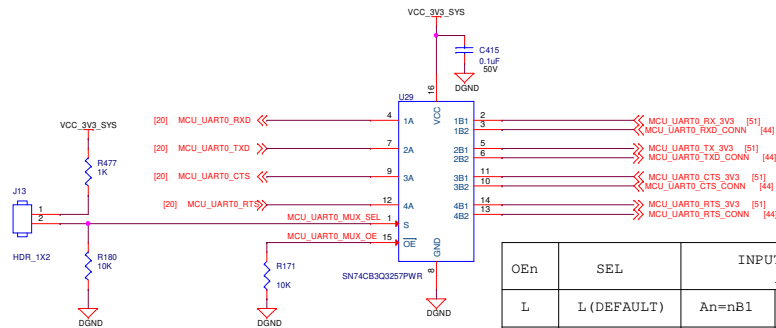 VCC_3V3_SYS
C415
0.1uF
50V
DGND
U29
16
VCC
[20] MCU_UART0_RXD 4 1A 1B1 2 MCU_UART0_RX_3V3 [51]
1B2 3 MCU_UART0_RXD_CONN [44]
VCC_3V3_SYS
[20] MCU_UART0_TXD 7 2A 2B1 5 MCU_UART0_TX_3V3 [51]
2B2 6 MCU_UART0_TXD_CONN [44]
R477
1K
[20] MCU_UART0_CTS 9 3A 3B1 11 MCU_UART0_CTS_3V3 [51]
3B2 10 MCU_UART0_CTS_CONN [44]
J13
[20] MCU_UART0_RTS 12 4A 4B1 14 MCU_UART0_RTS_3V3 [51]
4B2 13 MCU_UART0_RTS_CONN [44]
1
2
MCU_UART0_MUX_SEL 1 S
MCU_UART0_MUX_OE 15 OE
GND
8
HDR_1X2
R180
10K
R171
10K
SN74CB3Q3257PWR
DGND
DGND
DGND
OEn SEL INPUT
L L(DEFAULT) An=nB1